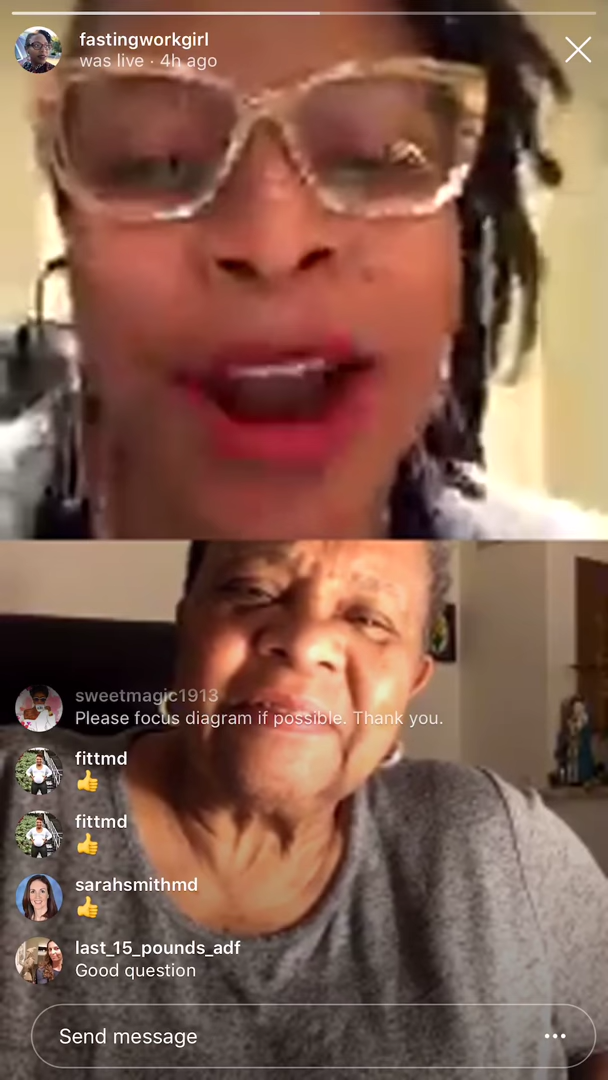 fastingworkgirl
was live · 4h ago
sweetmagic1913
Please focus diagram if possible. Thank you.
fittmd
👍
fittmd
👍
sarahsmithmd
👍
last_15_pounds_adf
Good question
Send message